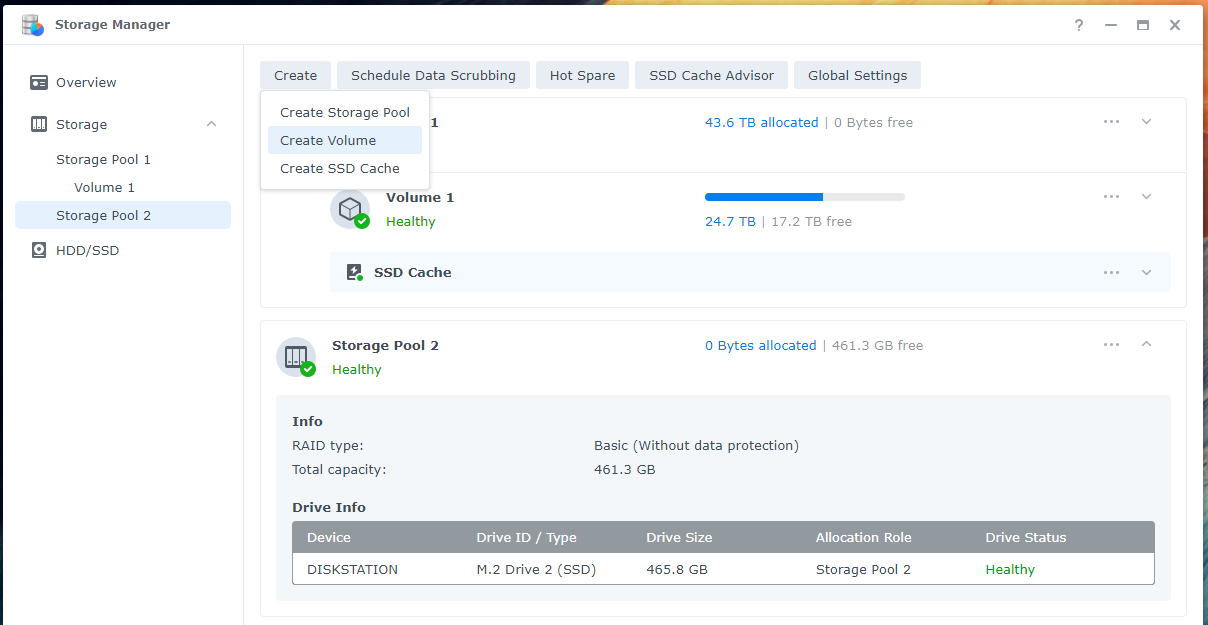 Storage Manager
?
Overview
Storage
Storage Pool 1
Volume 1
Storage Pool 2
HDD/SSD
Create
Schedule Data Scrubbing
Hot Spare
SSD Cache Advisor
Global Settings
Create Storage Pool
Create Volume
Create SSD Cache
1
43.6 TB allocated | 0 Bytes free
Volume 1
Healthy
24.7 TB | 17.2 TB free
SSD Cache
Storage Pool 2
Healthy
0 Bytes allocated | 461.3 GB free
Info
RAID type: Basic (Without data protection)
Total capacity: 461.3 GB
Drive Info
Device Drive ID / Type Drive Size Allocation Role Drive Status
DISKSTATION M.2 Drive 2 (SSD) 465.8 GB Storage Pool 2 Healthy